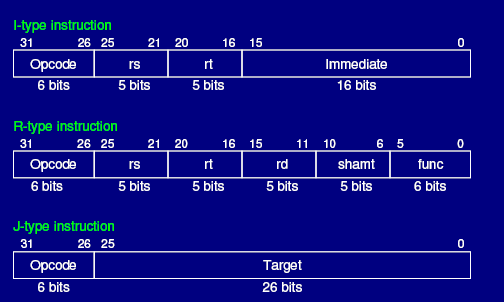 I-type instruction
31 26 25 21 20 16 15 0
Opcode rs rt Immediate
6 bits 5 bits 5 bits 16 bits
R-type instruction
31 26 25 21 20 16 15 11 10 6 5 0
Opcode rs rt rd shamt func
6 bits 5 bits 5 bits 5 bits 5 bits 6 bits
J-type instruction
31 26 25 0
Opcode Target
6 bits 26 bits